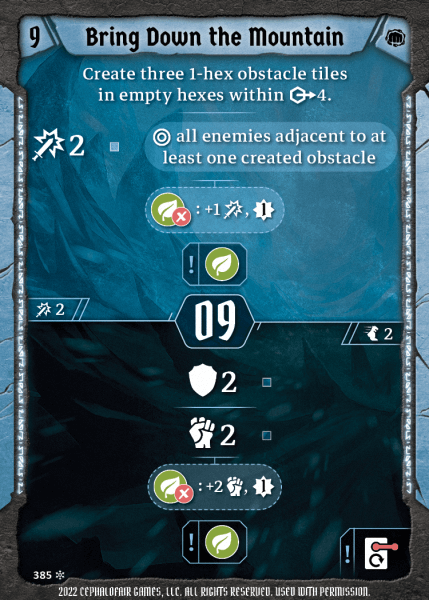 9 Bring Down the Mountain
Create three 1-hex obstacle tiles
in empty hexes within 4.
2
all enemies adjacent to at
least one created obstacle
: +1 , 1
!
2
09
2
2
2
: +2 , 1
!
!
385
2022 CEPHALOFAIR GAMES, LLC. ALL RIGHTS RESERVED. USED WITH PERMISSION.